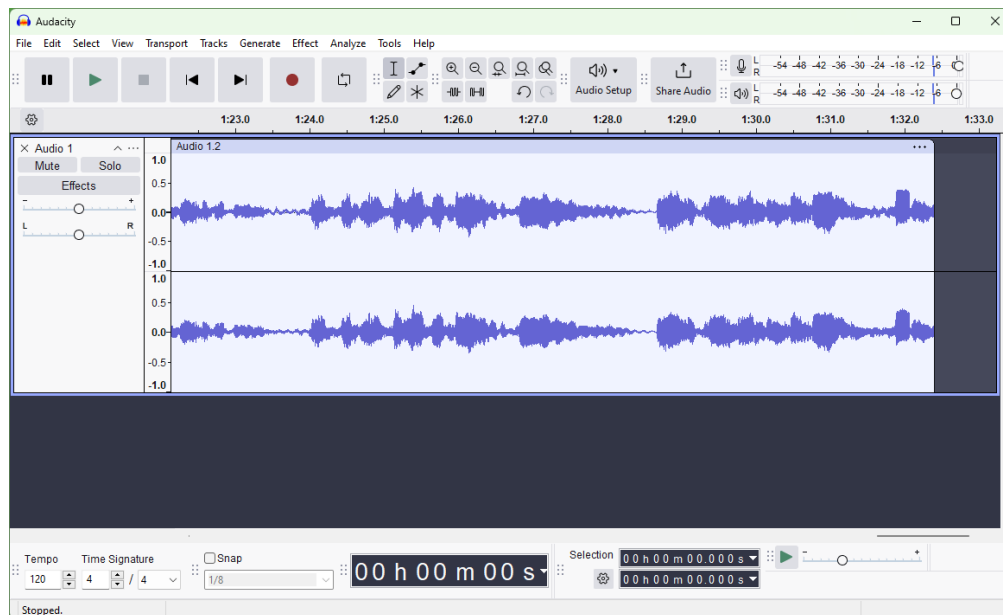 Audacity
File Edit Select View Transport Tracks Generate Effect Analyze Tools Help
Audio Setup
Share Audio
L -54 -48 -42 -36 -30 -24 -18 -12 -6
R
L -54 -48 -42 -36 -30 -24 -18 -12 -6 0
R
1:23.0 1:24.0 1:25.0 1:26.0 1:27.0 1:28.0 1:29.0 1:30.0 1:31.0 1:32.0 1:33.0
Audio 1
Mute Solo
Effects
- +
L R
Audio 1.2
1.0
0.5
0.0
-0.5
-1.0
1.0
0.5
0.0
-0.5
-1.0
Tempo
120
Time Signature
4 / 4
Snap
1/8
00 h 00 m 00 s
Selection
00 h 00 m 00.000 s
00 h 00 m 00.000 s
- +
Stopped.